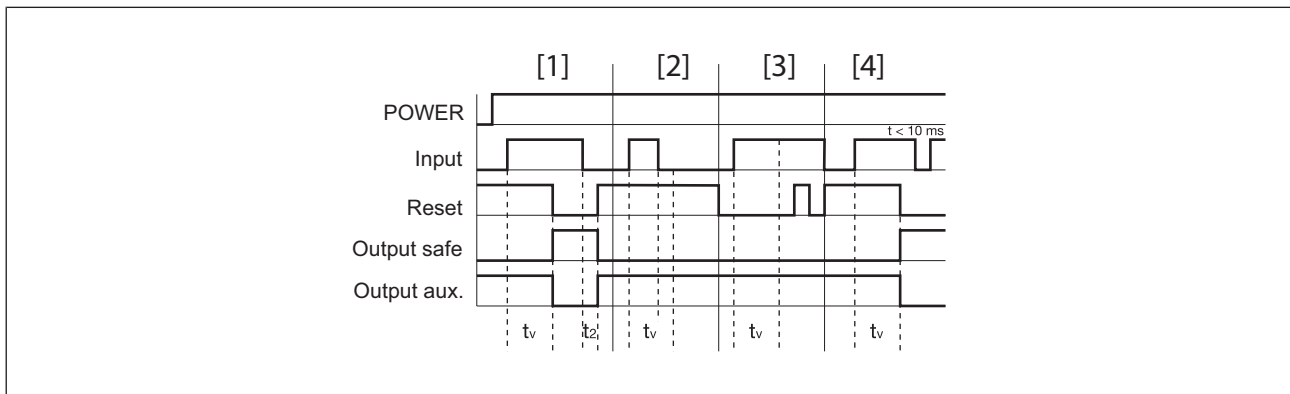 [1] [2] [3] [4]
POWER
t < 10 ms
Input
Reset
Output safe
Output aux.
tv t2 tv tv tv